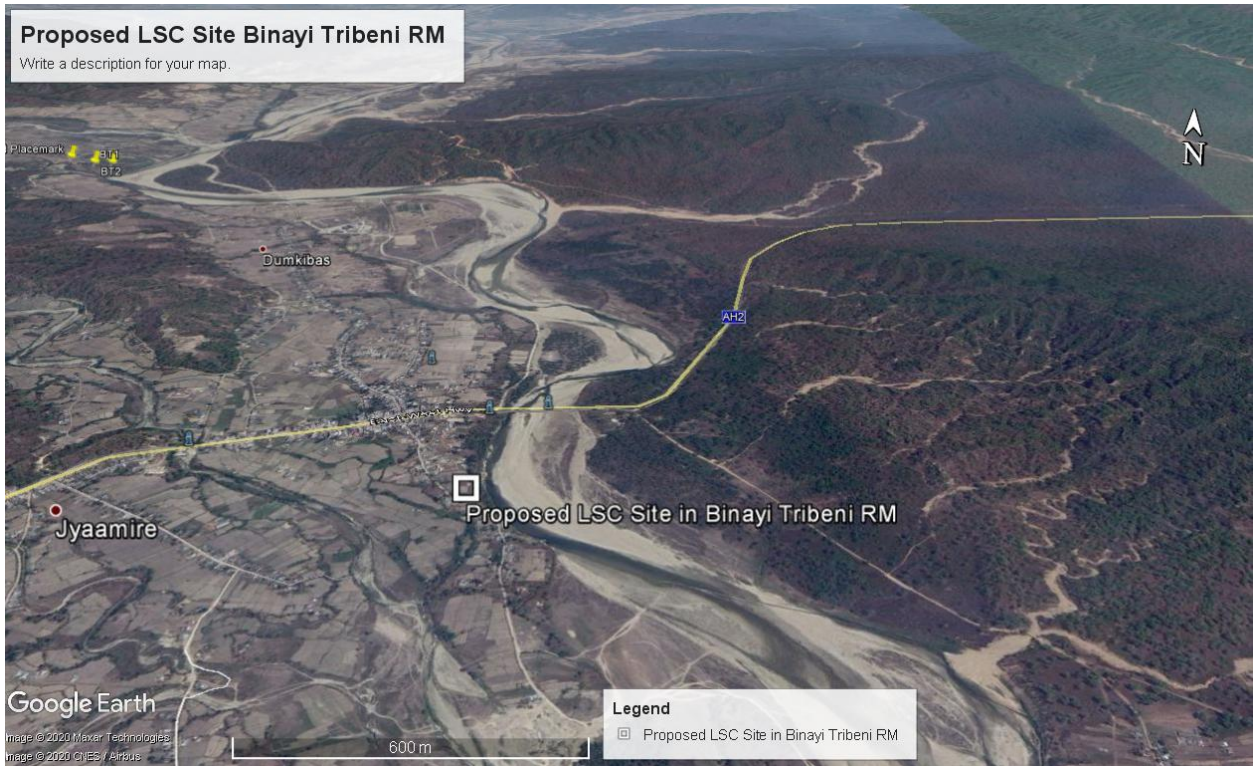 Proposed LSC Site Binayi Tribeni RM
Write a description for your map.
N
Placemark
BT1
BT2
Dumkibas
AH2
Proposed LSC Site in Binayi Tribeni RM
Jyaamire
Google Earth
Image © 2020 Maxar Technologies
Image © 2020 CNES / Airbus
600 m
Legend
Proposed LSC Site in Binayi Tribeni RM